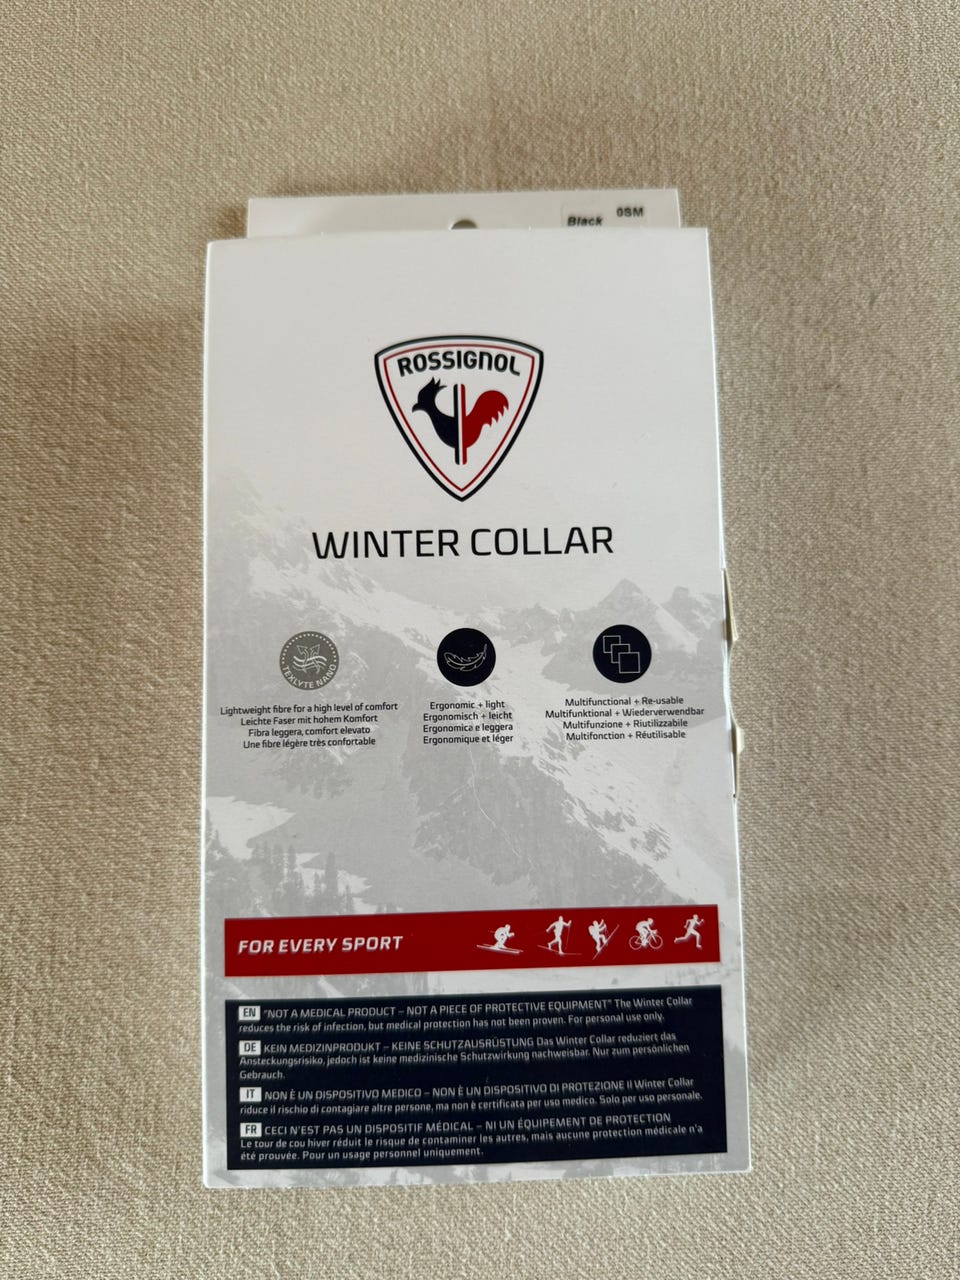 Black 0SM
ROSSIGNOL
WINTER COLLAR
TEXLYTE NANO
Lightweight fibre for a high level of comfort
Leichte Faser mit hohem Komfort
Fibra leggera, comfort elevato
Une fibre légère très confortable
Ergonomic + light
Ergonomisch + leicht
Ergonomica e leggera
Ergonomique et léger
Multifunctional + Re-usable
Multifunktional + Wiederverwendbar
Multifunzione + Riutilizzabile
Multifonction + Réutilisable
FOR EVERY SPORT
EN "NOT A MEDICAL PRODUCT – NOT A PIECE OF PROTECTIVE EQUIPMENT" The Winter Collar
reduces the risk of infection, but medical protection has not been proven. For personal use only.
DE KEIN MEDIZINPRODUKT – KEINE SCHUTZAUSRÜSTUNG Das Winter Collar reduziert das
Ansteckungsrisiko, jedoch ist keine medizinische Schutzwirkung nachweisbar. Nur zum persönlichen
Gebrauch.
IT NON È UN DISPOSITIVO MEDICO – NON È UN DISPOSITIVO DI PROTEZIONE Il Winter Collar
riduce il rischio di contagiare altre persone, ma non è certificata per uso medico. Solo per uso personale.
FR CECI N'EST PAS UN DISPOSITIF MÉDICAL – NI UN ÉQUIPEMENT DE PROTECTION
Le tour de cou hiver réduit le risque de contaminer les autres, mais aucune protection médicale n'a
été prouvée. Pour un usage personnel uniquement.